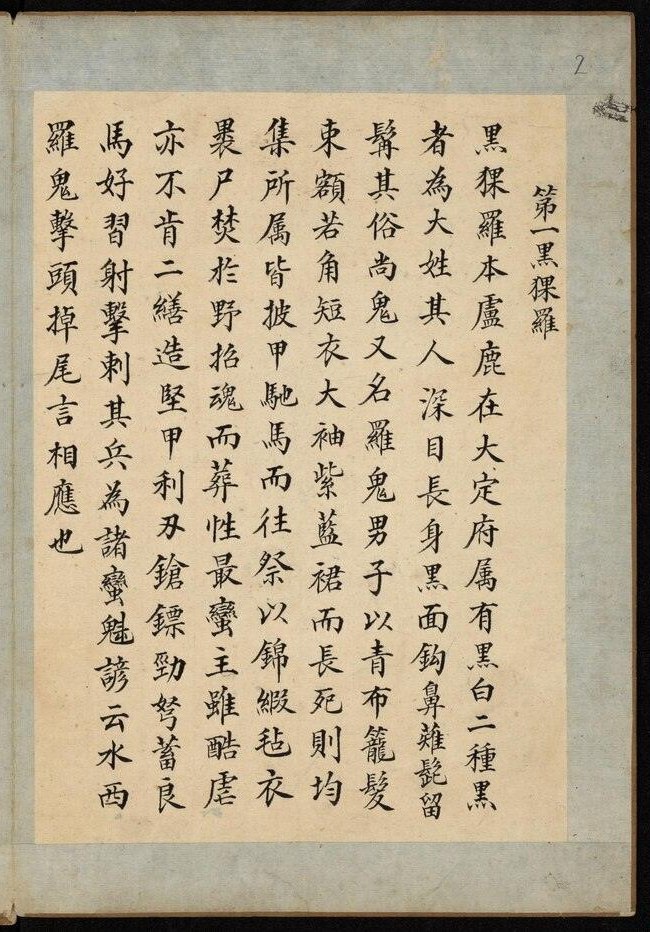 2
第一黑猓羅
黑猓羅本盧鹿在大定府属有黑白二種黑
者為大姓其人深目長身黑面鈎鼻薙髭留
髯其俗尚鬼又名羅鬼男子以青布籠髮
束額若角短衣大袖紫藍裙而長死則均
集所属皆披甲馳馬而往祭以錦緞毡衣
裹尸焚於野招魂而葬性最蠻主雖酷虐
亦不肯二繕造堅甲利刄鎗鏢勁弩蓄良
馬好習射擊刺其兵為諸蠻魁諺云水西
羅鬼擊頭掉尾言相應也